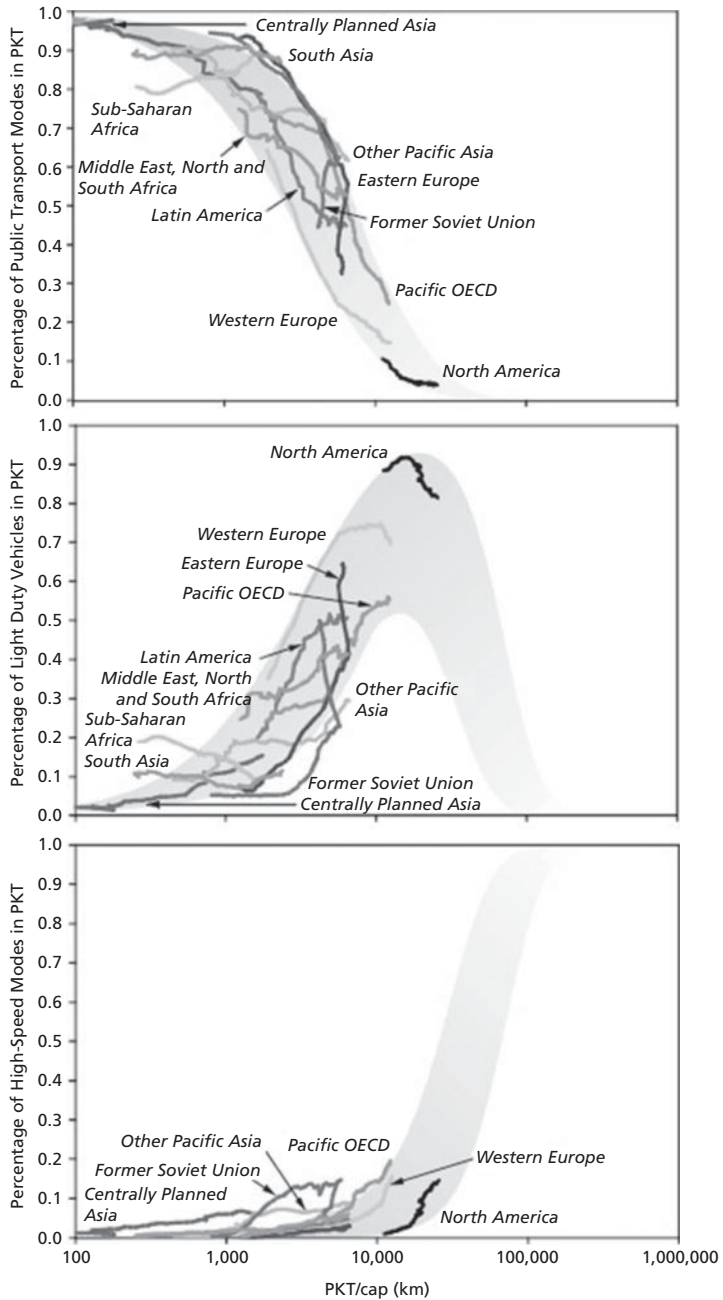 Percentage of Public Transport Modes in PKT
1.0
0.9
0.8
0.7
0.6
0.5
0.4
0.3
0.2
0.1
0.0
Centrally Planned Asia
South Asia
Sub-Saharan
Africa
Other Pacific Asia
Middle East, North and
South Africa
Eastern Europe
Latin America
Former Soviet Union
Pacific OECD
Western Europe
North America
Percentage of Light Duty Vehicles in PKT
1.0
0.9
0.8
0.7
0.6
0.5
0.4
0.3
0.2
0.1
0.0
North America
Western Europe
Eastern Europe
Pacific OECD
Latin America
Middle East, North
and South Africa
Other Pacific
Asia
Sub-Saharan
Africa
South Asia
Former Soviet Union
Centrally Planned Asia
Percentage of High-Speed Modes in PKT
1.0
0.9
0.8
0.7
0.6
0.5
0.4
0.3
0.2
0.1
0.0
Other Pacific Asia
Pacific OECD
Former Soviet Union
Western Europe
Centrally Planned
Asia
North America
100
1,000
10,000
100,000
1,000,000
PKT/cap (km)